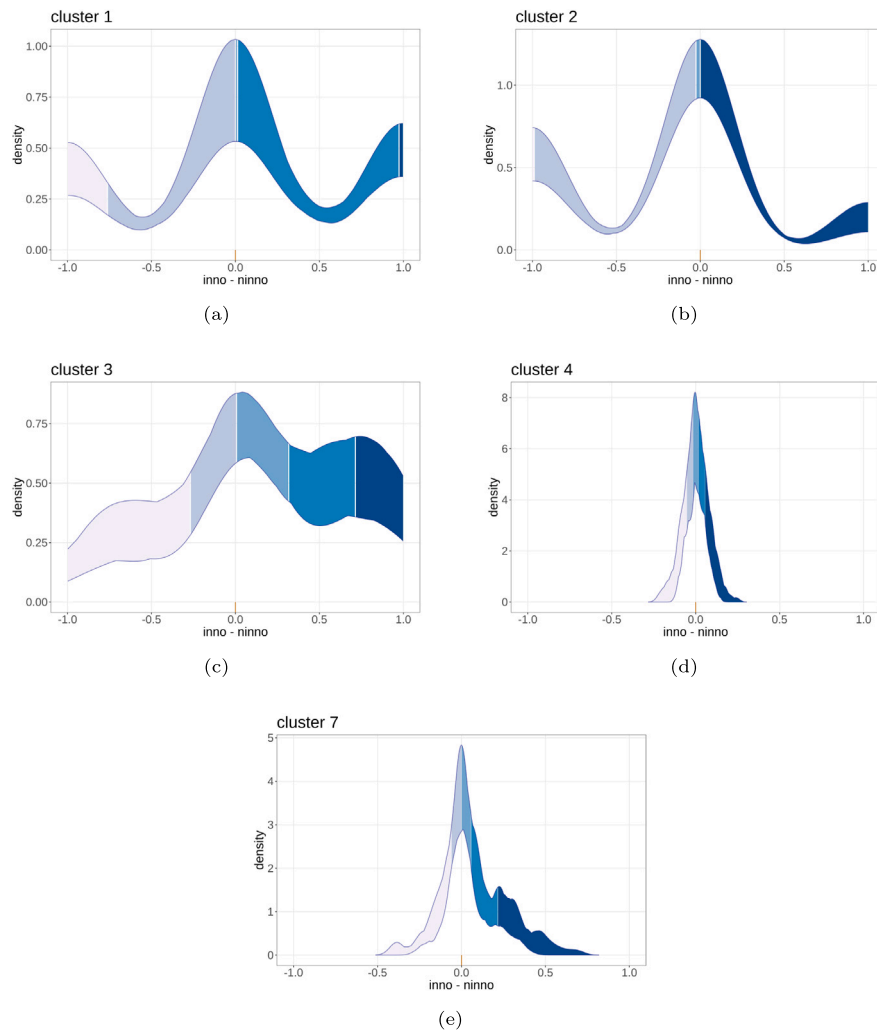 cluster 1
density
1.00
0.75
0.50
0.25
0.00
-1.0 -0.5 0.0 0.5 1.0
inno - ninno
(a)
cluster 2
density
1.0
0.5
0.0
-1.0 -0.5 0.0 0.5 1.0
inno - ninno
(b)
cluster 3
density
0.75
0.50
0.25
0.00
-1.0 -0.5 0.0 0.5 1.0
inno - ninno
(c)
cluster 4
density
8
6
4
2
0
-1.0 -0.5 0.0 0.5 1.0
inno - ninno
(d)
cluster 7
density
5
4
3
2
1
0
-1.0 -0.5 0.0 0.5 1.0
inno - ninno
(e)